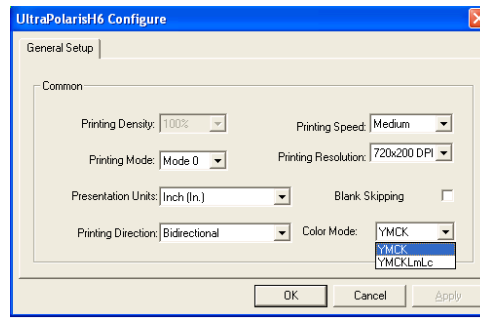 UltraPolarisH6 Configure
General Setup
Common
Printing Density: 100% Printing Speed: Medium
Printing Mode: Mode 0 Printing Resolution: 720x200 DPI
Presentation Units: Inch (In.) Blank Skipping
Printing Direction: Bidirectional Color Mode: YMCK
YMCK
YMCKLmLc
OK Cancel Apply